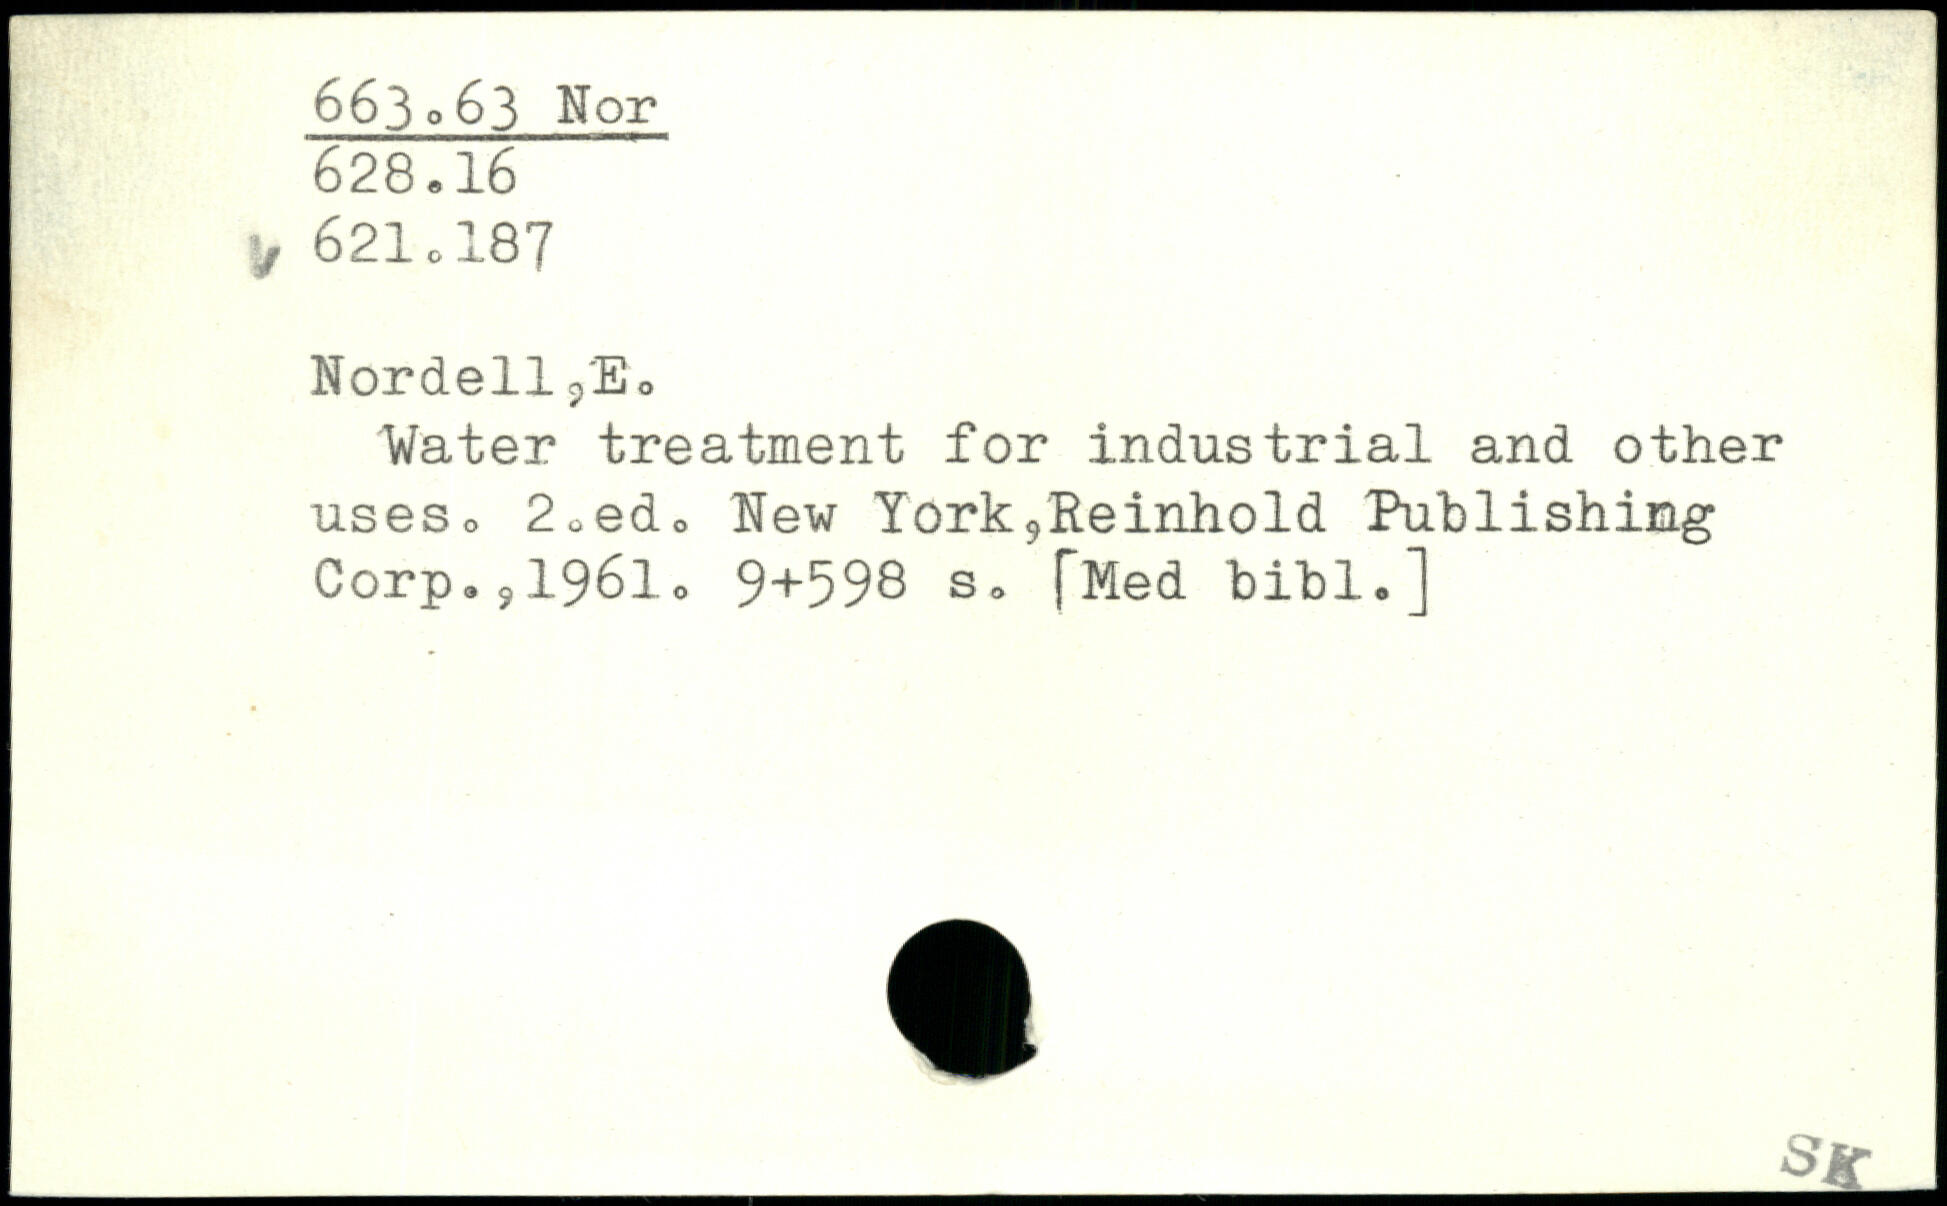 663.63 Nor
628.16
v 621.187
Nordell,E.
Water treatment for industrial and other
uses. 2.ed. New York,Reinhold Publishing
Corp.,1961. 9+598 s. [Med bibl.]
SK